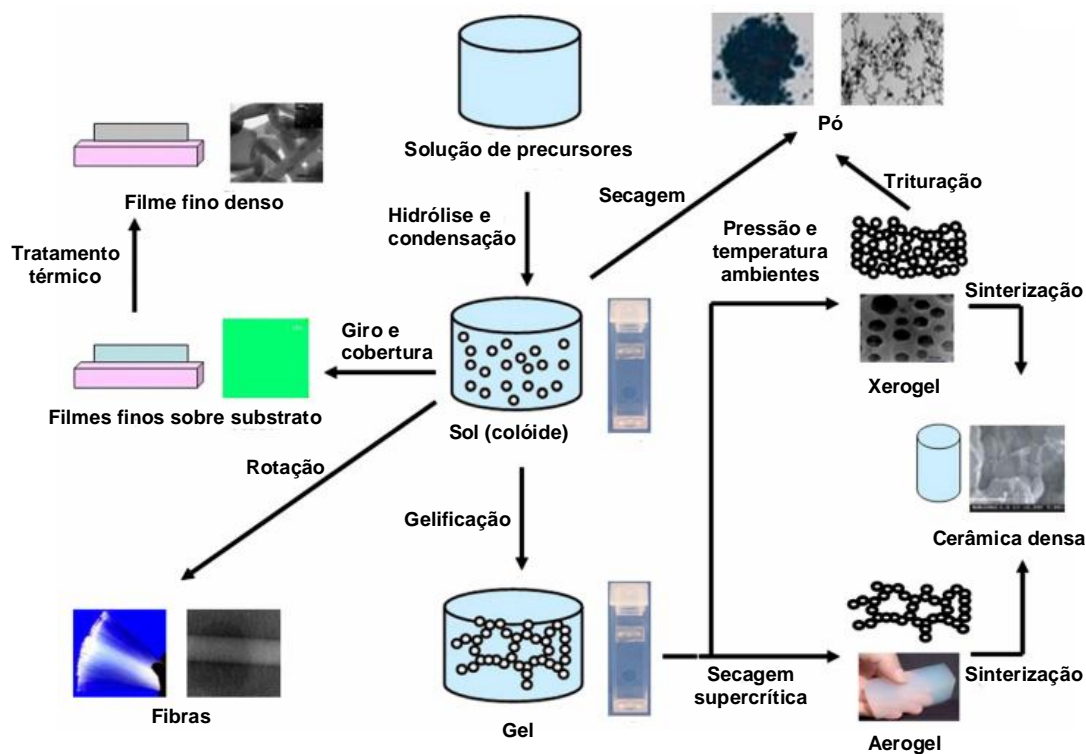 Solução de precursores
Pó
Filme fino denso
Secagem
Trituração
Hidrólise e
condensação
Tratamento
térmico
Pressão e
temperatura
ambientes
Sinterização
Giro e
cobertura
Xerogel
Filmes finos sobre substrato
Sol (colóide)
Rotação
Gelificação
Cerâmica densa
Secagem
supercrítica
Sinterização
Fibras
Gel
Aerogel